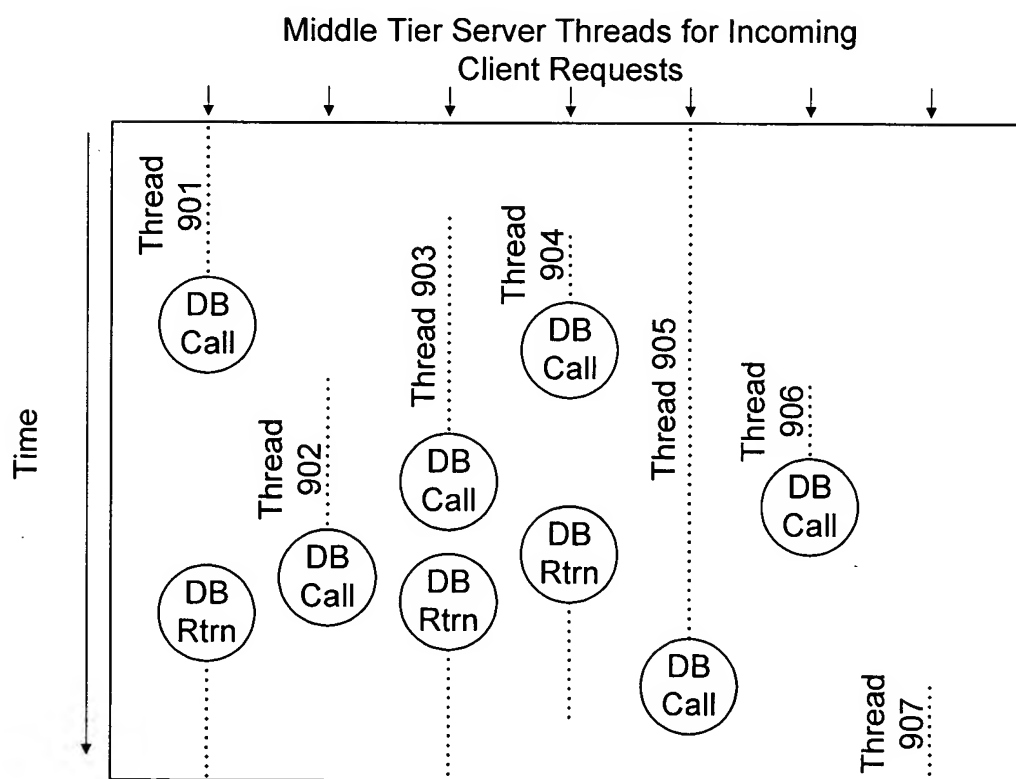 Middle Tier Server Threads for Incoming
Client Requests
Time
Thread
901
DB
Call
DB
Rtrn
Thread
902
DB
Call
Thread 903
DB
Call
DB
Rtrn
Thread
904
DB
Call
DB
Rtrn
Thread 905
DB
Call
Thread
906
DB
Call
Thread
907